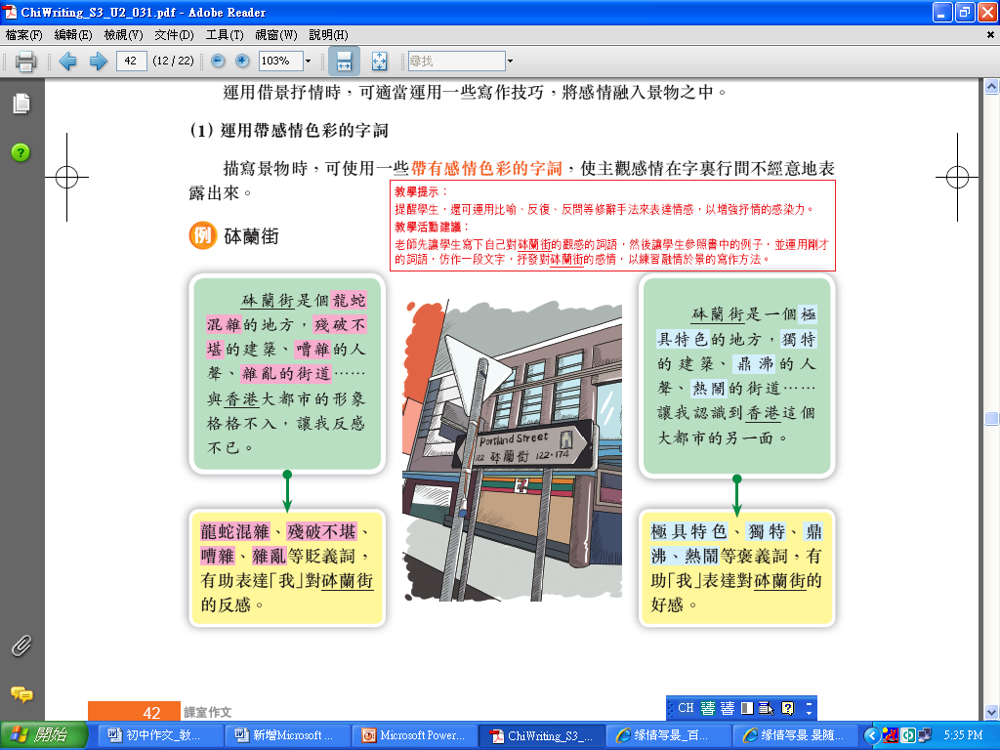 ChiWriting_S3_U2_031.pdf - Adobe Reader
檔案(F) 編輯(E) 檢視(V) 文件(D) 工具(T) 視窗(W) 說明(H)
42 (12 / 22) 103% 尋找
運用借景抒情時，可適當運用一些寫作技巧，將感情融入景物之中。
(1) 運用帶感情色彩的字詞
描寫景物時，可使用一些帶有感情色彩的字詞，使主觀感情在字裏行間不經意地表
露出來。
教學提示：
提醒學生，還可運用比喻、反復、反問等修辭手法來表達情感，以增強抒情的感染力。
教學活動建議：
老師先讓學生寫下自己對砵蘭街的觀感的詞語，然後讓學生參照書中的例子，並運用剛才
的詞語，仿作一段文字，抒發對砵蘭街的感情，以練習融情於景的寫作方法。
例 砵蘭街
砵蘭街是個龍蛇
混雜的地方，殘破不
堪的建築、嘈雜的人
聲、雜亂的街道……
與香港大都市的形象
格格不入，讓我反感
不已。
龍蛇混雜、殘破不堪、
嘈雜、雜亂等貶義詞，
有助表達「我」對砵蘭街
的反感。
Portland Street
122 砵蘭街 122-174
7
砵蘭街是一個極
具特色的地方，獨特
的建築、鼎沸的人
聲、熱鬧的街道……
讓我認識到香港這個
大都市的另一面。
極具特色、獨特、鼎
沸、熱鬧等褒義詞，有
助「我」表達對砵蘭街的
好感。
42 課室作文
CH
開始 初中作文_教... 新增Microsoft ... Microsoft Power... ChiWriting_S3_... 緣情写景_百... 緣情写景 景随... 5:35 PM